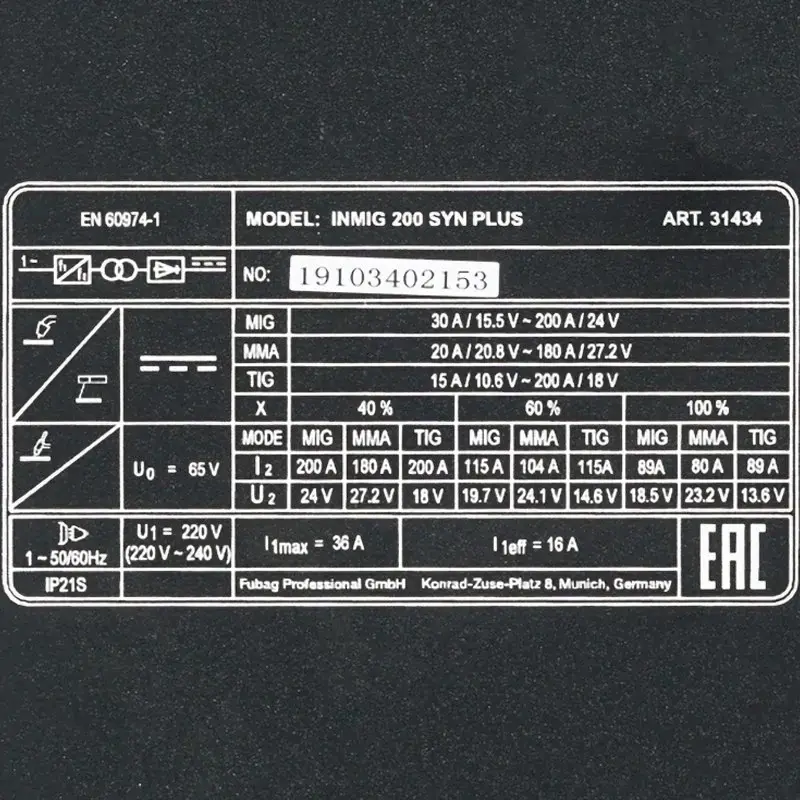 EN 60974-1 MODEL: INMIG 200 SYN PLUS ART. 31434
1~ f1 f2 NO: 19103402153
MIG 30 A / 15.5 V ~ 200 A / 24 V
MMA 20 A / 20.8 V ~ 180 A / 27.2 V
TIG 15 A / 10.6 V ~ 200 A / 18 V
X 40 % 60 % 100 %
MODE MIG MMA TIG MIG MMA TIG MIG MMA TIG
U0 = 65 V I2 200 A 180 A 200 A 115 A 104 A 115A 89A 80 A 89 A
U2 24 V 27.2 V 18 V 19.7 V 24.1 V 14.6 V 18.5 V 23.2 V 13.6 V
1 ~ 50/60Hz U1 = 220 V (220 V ~ 240 V) I1max = 36 A I1eff = 16 A EAC
IP21S Fubag Professional GmbH Konrad-Zuse-Platz 8, Munich, Germany